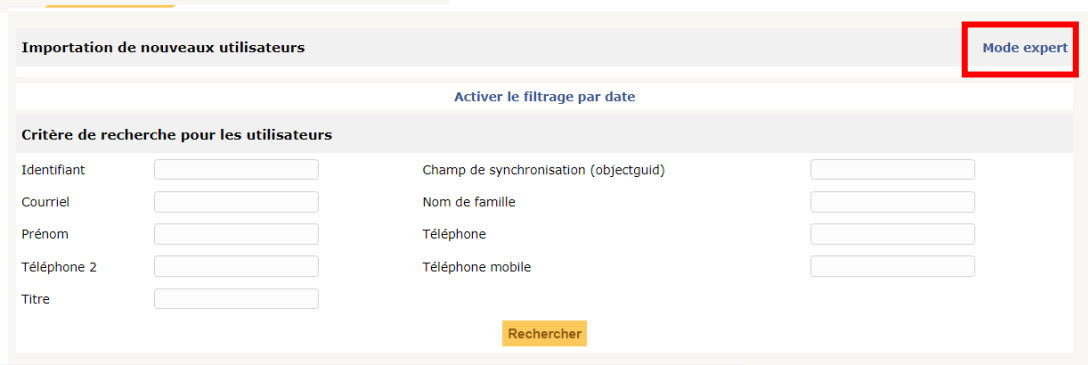 Importation de nouveaux utilisateurs Mode expert
Activer le filtrage par date
Critère de recherche pour les utilisateurs
Identifiant Champ de synchronisation (objectguid)
Courriel Nom de famille
Prénom Téléphone
Téléphone 2 Téléphone mobile
Titre
Rechercher